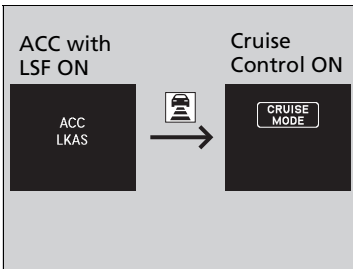 ACC with
LSF ON
Cruise
Control ON
ACC
LKAS
CRUISE
MODE